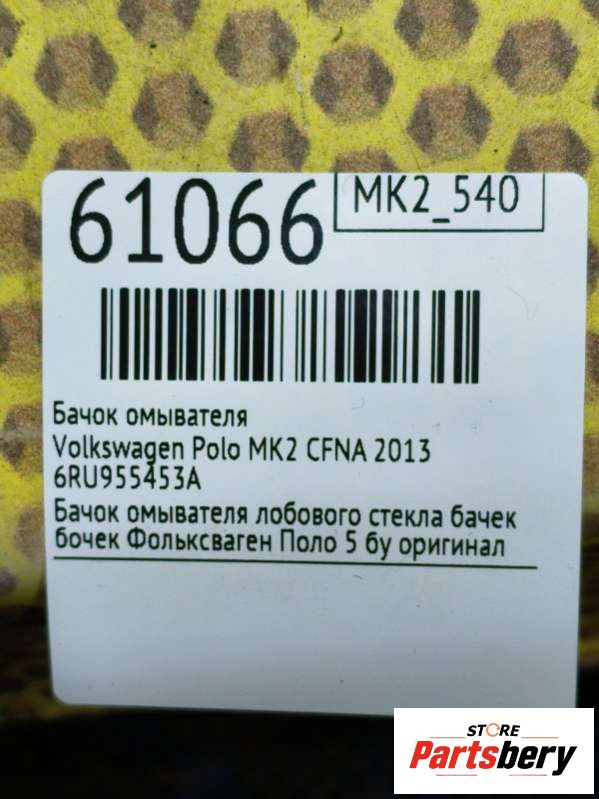 61066
MK2_540
Бачок омывателя
Volkswagen Polo MK2 CFNA 2013
6RU955453A
Бачок омывателя лобового стекла бачек
бочек Фольксваген Поло 5 бу оригинал
STORE
Partsbery